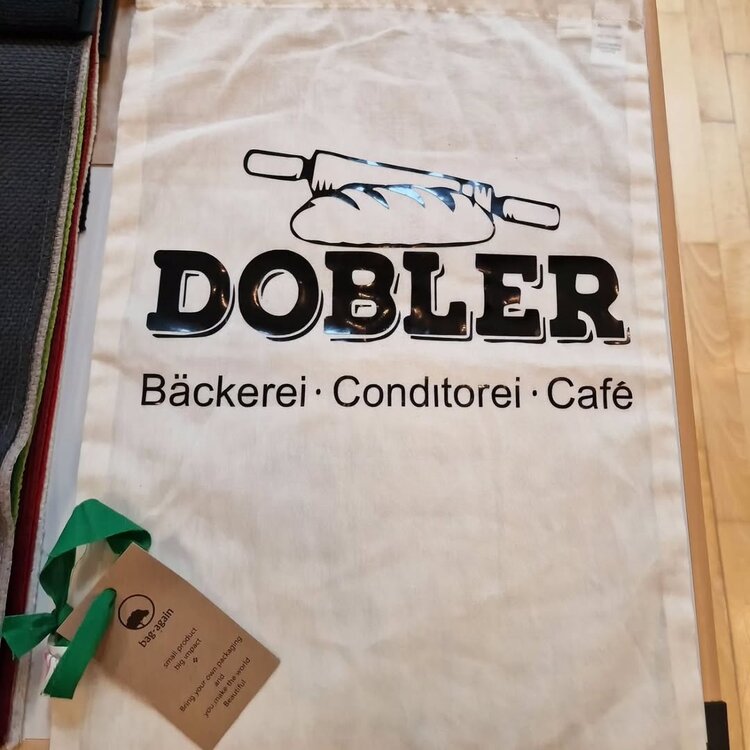 DOBLER
Bäckerei · Conditorei · Café
bag-again
small product
big impact
Bring your own packaging
and
you make the world
Beautiful